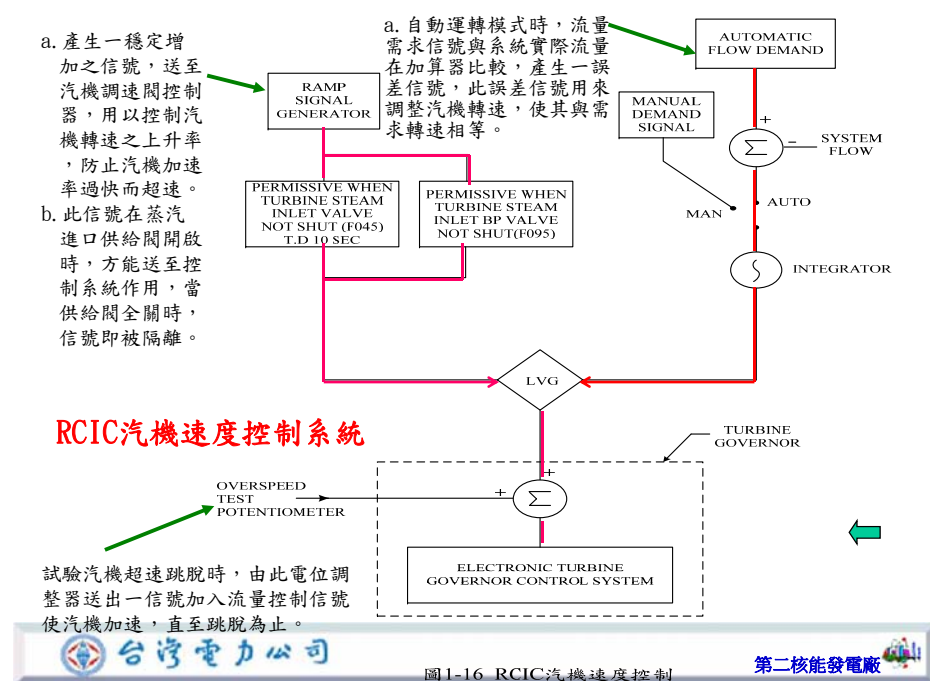 a. 產生一穩定增
加之信號，送至
汽機調速閥控制
器，用以控制汽
機轉速之上升率
，防止汽機加速
率過快而超速。
b. 此信號在蒸汽
進口供給閥開啟
時，方能送至控
制系統作用，當
供給閥全關時，
信號即被隔離。
RAMP
SIGNAL
GENERATOR
a. 自動運轉模式時，流量
需求信號與系統實際流量
在加算器比較，產生一誤
差信號，此誤差信號用來
調整汽機轉速，使其與需
求轉速相等。
AUTOMATIC
FLOW DEMAND
MANUAL
DEMAND
SIGNAL
+
Σ
-
SYSTEM
FLOW
PERMISSIVE WHEN
TURBINE STEAM
INLET VALVE
NOT SHUT (F045)
T.D 10 SEC
PERMISSIVE WHEN
TURBINE STEAM
INLET BP VALVE
NOT SHUT(F095)
MAN
AUTO
∫
INTEGRATOR
LVG
RCIC汽機速度控制系統
TURBINE
GOVERNOR
OVERSPEED
TEST
POTENTIOMETER
+
+
Σ
ELECTRONIC TURBINE
GOVERNOR CONTROL SYSTEM
試驗汽機超速跳脫時，由此電位調
整器送出一信號加入流量控制信號
使汽機加速，直至跳脫為止。
台灣電力公司
圖1-16 RCIC汽機速度控制
第二核能發電廠